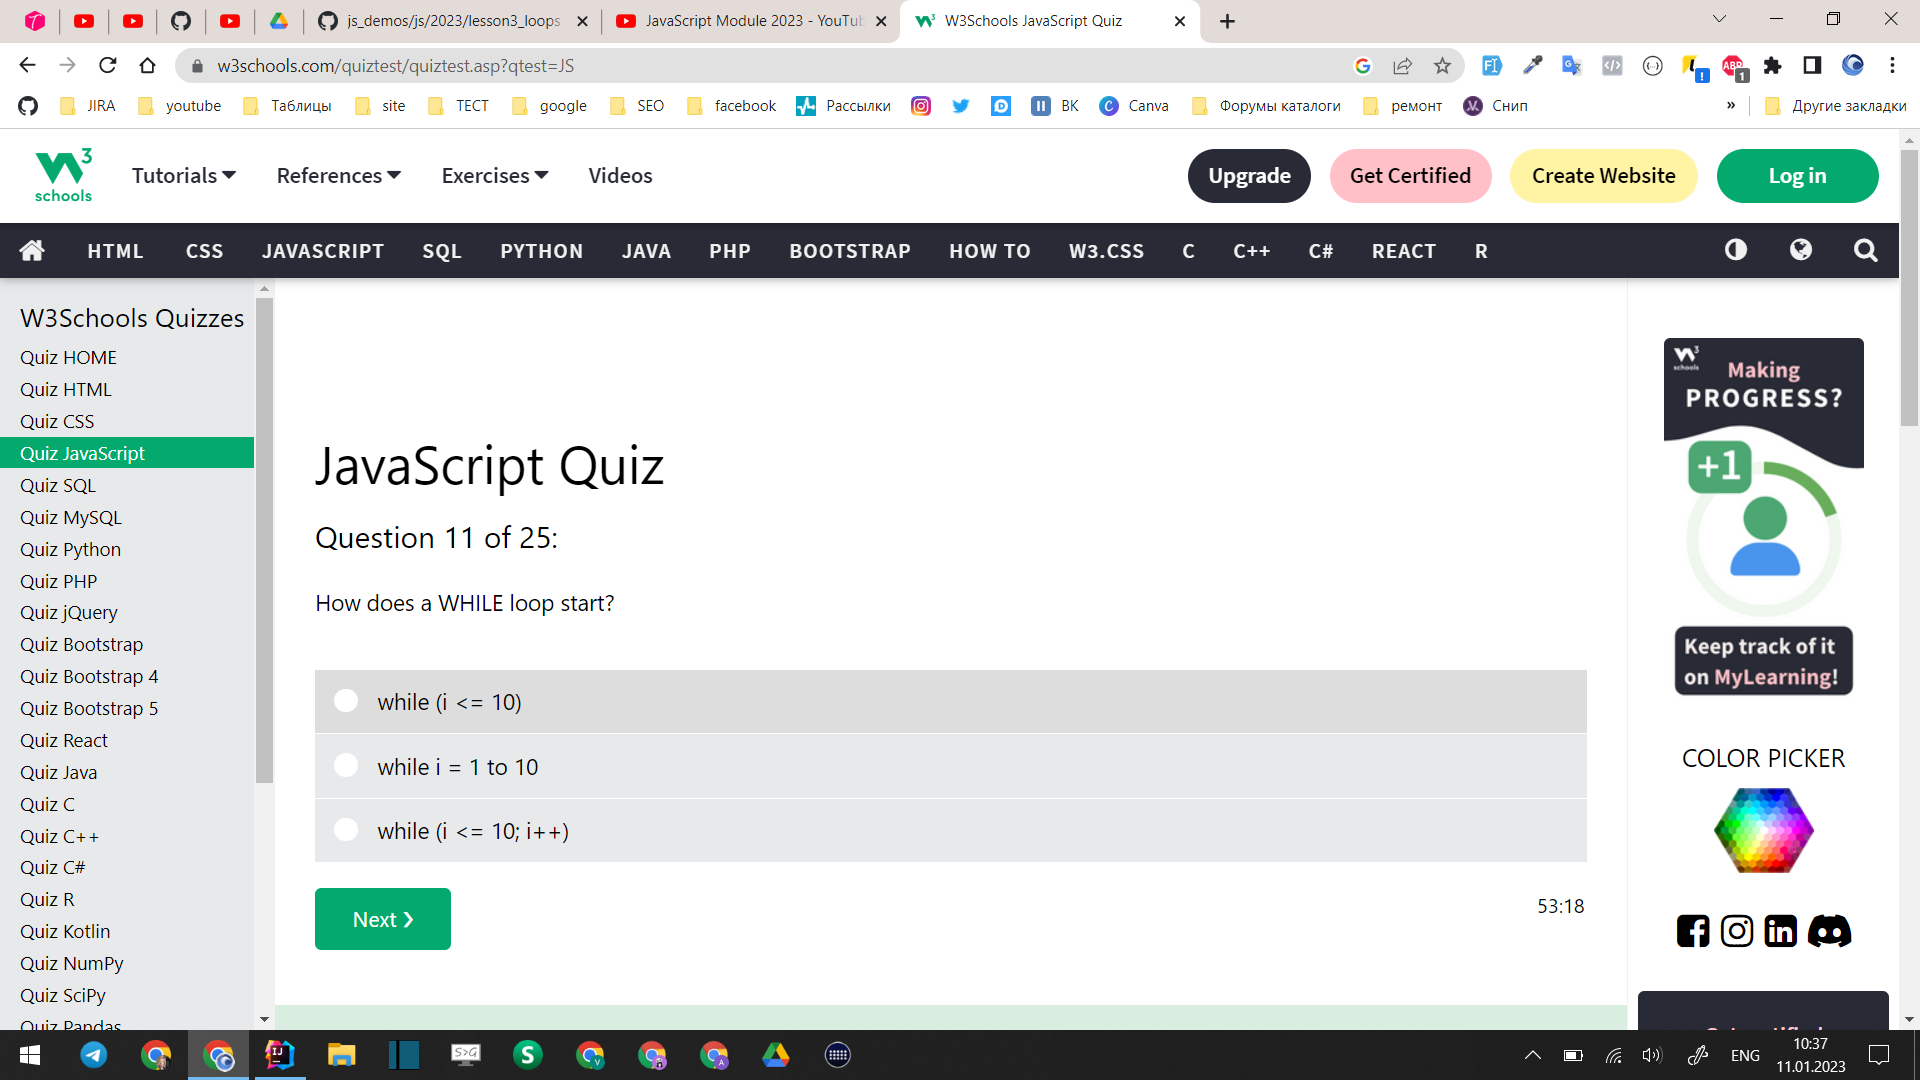 js_demos/js/2023/lesson3_loops
JavaScript Module 2023 - YouTu
W3Schools JavaScript Quiz
w3schools.com/quiztest/quiztest.asp?qtest=JS
JIRA
youtube
Таблицы
site
ТЕСТ
google
SEO
facebook
Рассылки
ВК
Canva
Форумы каталоги
ремонт
Снип
»
Другие закладки
W3 schools
Tutorials
References
Exercises
Videos
Upgrade
Get Certified
Create Website
Log in
HTML
CSS
JAVASCRIPT
SQL
PYTHON
JAVA
PHP
BOOTSTRAP
HOW TO
W3.CSS
C
C++
C#
REACT
R
W3Schools Quizzes
Quiz HOME
Quiz HTML
Quiz CSS
Quiz JavaScript
Quiz SQL
Quiz MySQL
Quiz Python
Quiz PHP
Quiz jQuery
Quiz Bootstrap
Quiz Bootstrap 4
Quiz Bootstrap 5
Quiz React
Quiz Java
Quiz C
Quiz C++
Quiz C#
Quiz R
Quiz Kotlin
Quiz NumPy
Quiz SciPy
Quiz Pandas
JavaScript Quiz
Question 11 of 25:
How does a WHILE loop start?
while (i <= 10)
while i = 1 to 10
while (i <= 10; i++)
Next ❯
53:18
W3 schools
Making
PROGRESS?
+1
Keep track of it
on MyLearning!
COLOR PICKER
ENG
10:37
11.01.2023